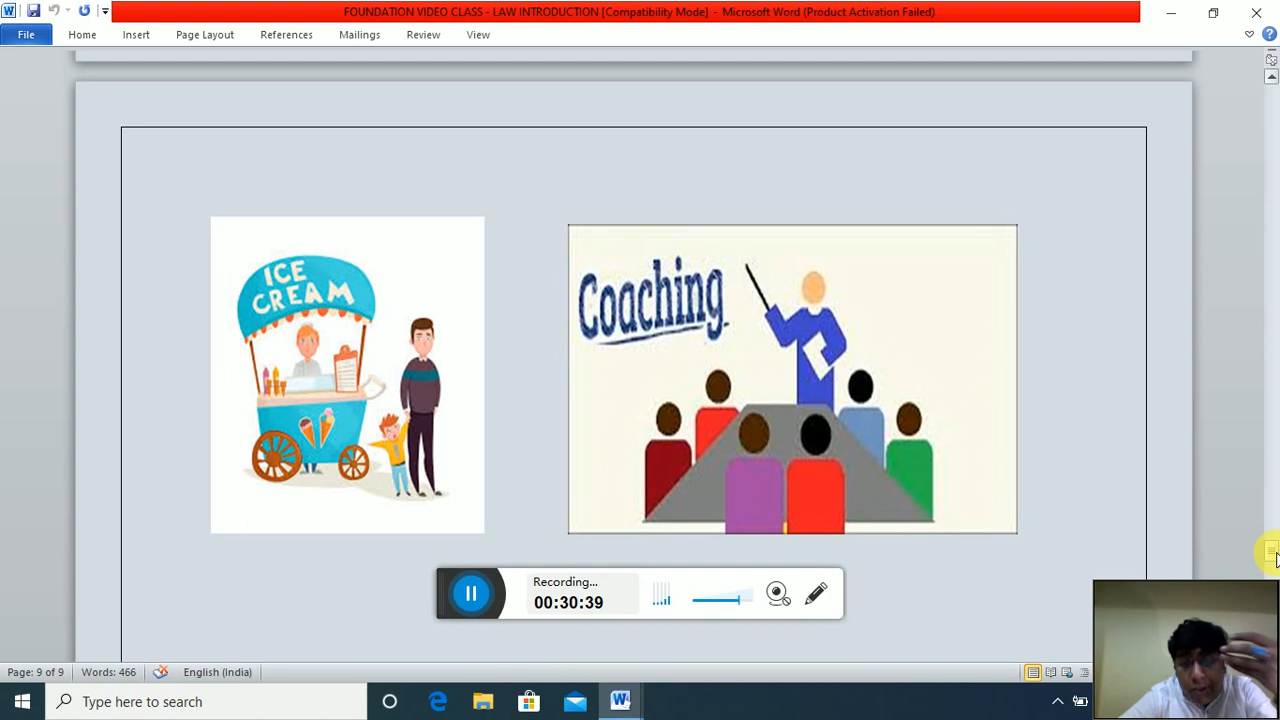 FOUNDATION VIDEO CLASS - LAW INTRODUCTION [Compatibility Mode] - Microsoft Word (Product Activation Failed)
File Home Insert Page Layout References Mailings Review View
ICE
CREAM
Coaching
Recording...
00:30:39
Page: 9 of 9 Words: 466 English (India)
Type here to search